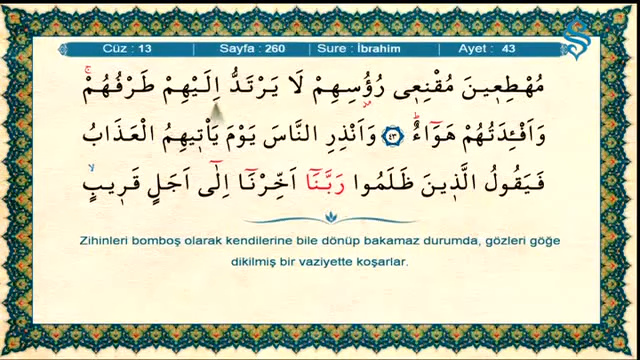 Cüz : 13 Sayfa : 260 Sure : İbrahim Ayet : 43
مُهْطِع۪ينَ مُقْنِع۪ي رُؤُ۫سِهِمْ لَا يَرْتَدُّ اِلَيْهِمْ طَرْفُهُمْۚ
وَاَفْـِٔدَتُهُمْ هَوَٓاءٌۜ ﴿٤٣﴾ وَاَنْذِرِ النَّاسَ يَوْمَ يَأْت۪يهِمُ الْعَذَابُ
فَيَقُولُ الَّذ۪ينَ ظَلَمُوا رَبَّنَٓا اَخِّرْنَٓا اِلٰٓى اَجَلٍ قَر۪يبٍۙ
Zihinleri bomboş olarak kendilerine bile dönüp bakamaz durumda, gözleri göğe
dikilmiş bir vaziyette koşarlar.